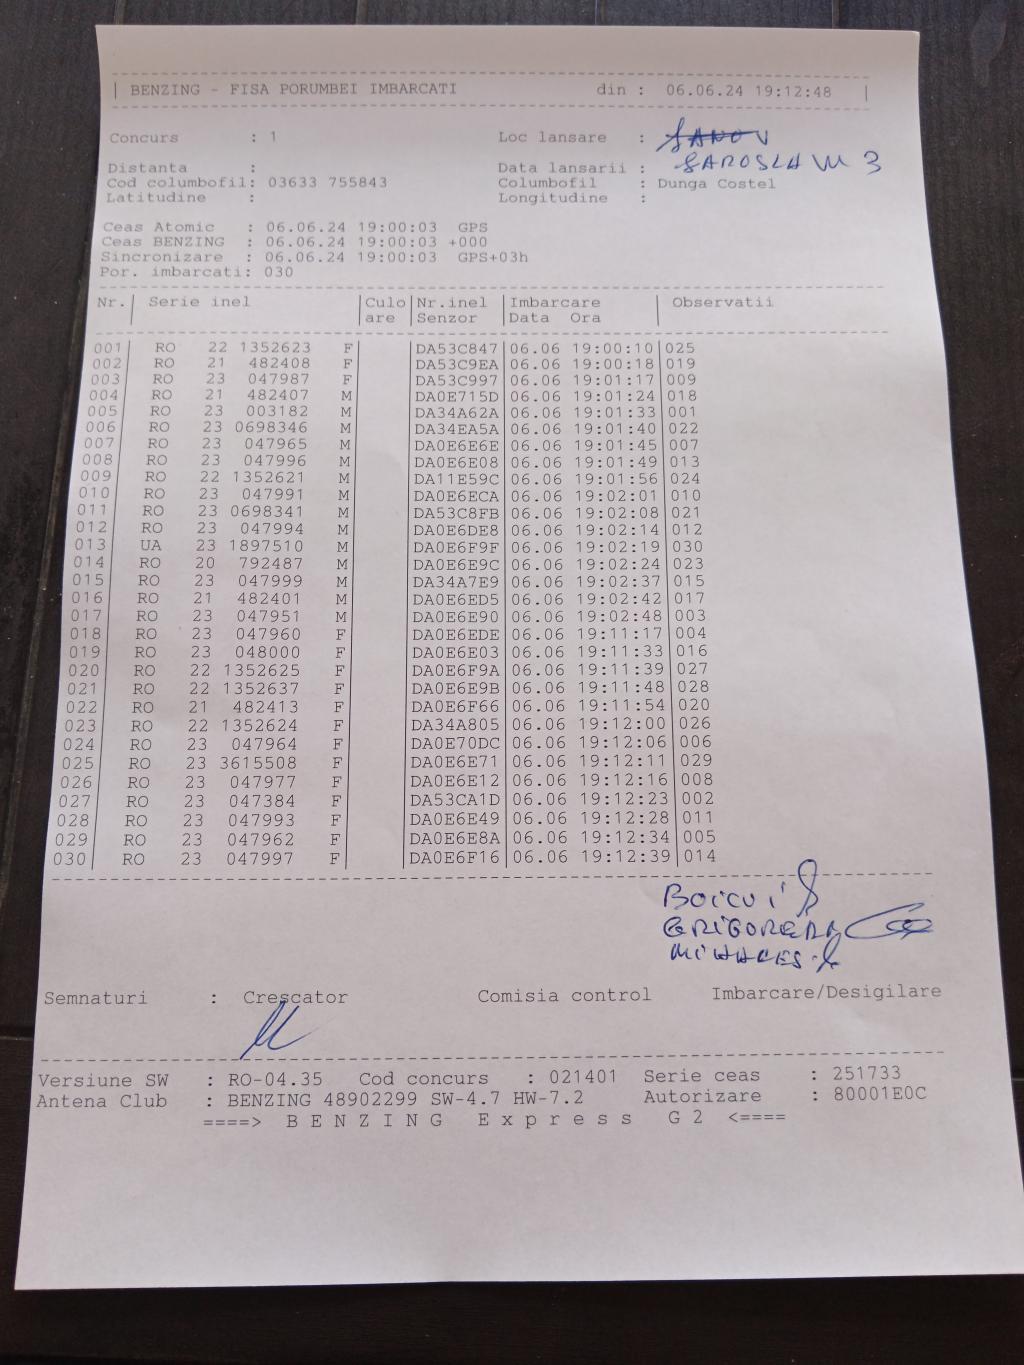 | BENZING - FISA PORUMBEI IMBARCATI din : 06.06.24 19:12:48 |
Concurs : 1 Loc lansare : SANOV
JAROSLAW 3
Distanta : Data lansarii :
Cod columbofil: 03633 755843 Columbofil : Dunga Costel
Latitudine : Longitudine :
Ceas Atomic : 06.06.24 19:00:03 GPS
Ceas BENZING : 06.06.24 19:00:03 +000
Sincronizare : 06.06.24 19:00:03 GPS+03h
Por. imbarcati: 030
Nr.| Serie inel |Culo|Nr.inel |Imbarcare | Observatii
|are |Senzor |Data Ora |
001| RO 22 1352623 F | |DA53C847|06.06 19:00:10|025
002| RO 21 482408 F | |DA53C9EA|06.06 19:00:18|019
003| RO 23 047987 F | |DA53C997|06.06 19:01:17|009
004| RO 21 482407 M | |DA0E715D|06.06 19:01:24|018
005| RO 23 003182 M | |DA34A62A|06.06 19:01:33|001
006| RO 23 0698346 M | |DA34EA5A|06.06 19:01:40|022
007| RO 23 047965 M | |DA0E6E6E|06.06 19:01:45|007
008| RO 23 047996 M | |DA0E6E08|06.06 19:01:49|013
009| RO 22 1352621 M | |DA11E59C|06.06 19:01:56|024
010| RO 23 047991 M | |DA0E6ECA|06.06 19:02:01|010
011| RO 23 0698341 M | |DA53C8FB|06.06 19:02:08|021
012| RO 23 047994 M | |DA0E6DE8|06.06 19:02:14|012
013| UA 23 1897510 M | |DA0E6F9F|06.06 19:02:19|030
014| RO 20 792487 M | |DA0E6E9C|06.06 19:02:24|023
015| RO 23 047999 M | |DA34A7E9|06.06 19:02:37|015
016| RO 21 482401 M | |DA0E6ED5|06.06 19:02:42|017
017| RO 23 047951 M | |DA0E6E90|06.06 19:02:48|003
018| RO 23 047960 F | |DA0E6EDE|06.06 19:11:17|004
019| RO 23 048000 F | |DA0E6E03|06.06 19:11:33|016
020| RO 22 1352625 F | |DA0E6F9A|06.06 19:11:39|027
021| RO 22 1352637 F | |DA0E6E9B|06.06 19:11:48|028
022| RO 21 482413 F | |DA0E6F66|06.06 19:11:54|020
023| RO 22 1352624 F | |DA34A805|06.06 19:12:00|026
024| RO 23 047964 F | |DA0E70DC|06.06 19:12:06|006
025| RO 23 3615508 F | |DA0E6E71|06.06 19:12:11|029
026| RO 23 047977 F | |DA0E6E12|06.06 19:12:16|008
027| RO 23 047384 F | |DA53CA1D|06.06 19:12:23|002
028| RO 23 047993 F | |DA0E6E49|06.06 19:12:28|011
029| RO 23 047962 F | |DA0E6E8A|06.06 19:12:34|005
030| RO 23 047997 F | |DA0E6F16|06.06 19:12:39|014
BOICUI
Semnaturi : Crescator Comisia control Imbarcare/Desigilare
Versiune SW : RO-04.35 Cod concurs : 021401 Serie ceas : 251733
Antena Club : BENZING 48902299 SW-4.7 HW-7.2 Autorizare : 80001E0C
====> B E N Z I N G E x p r e s s G 2 <====